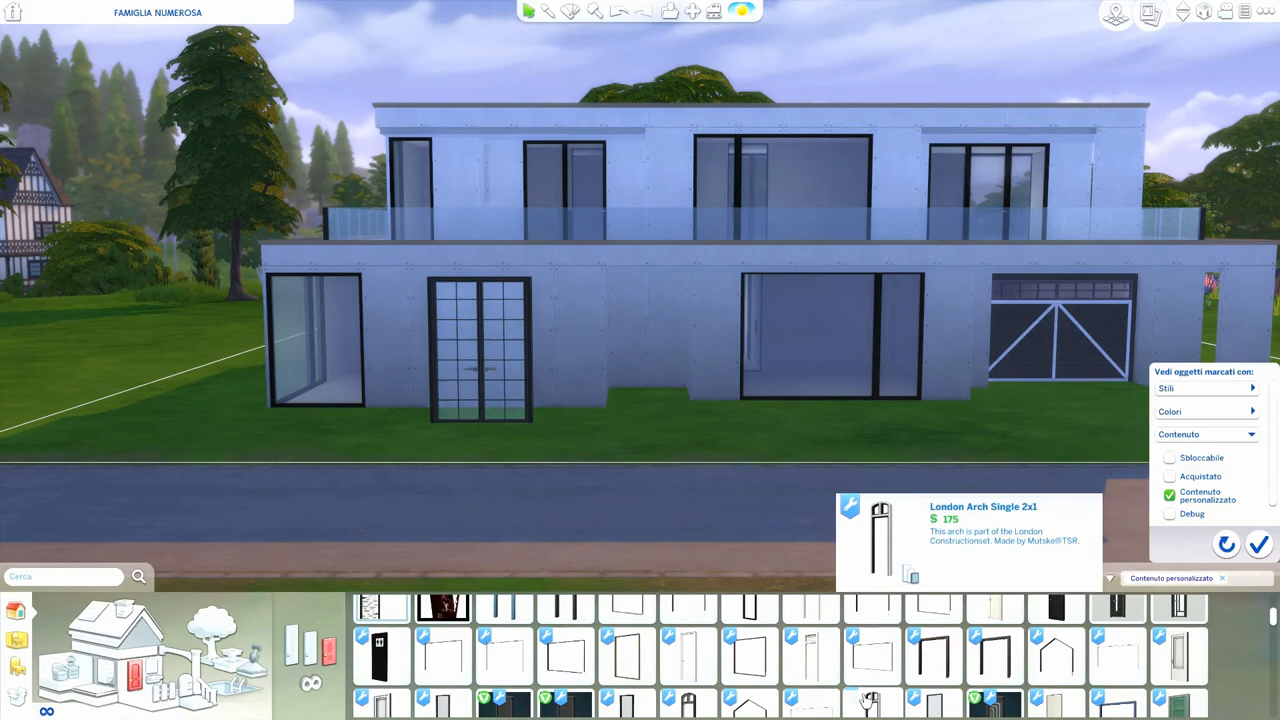 FAMIGLIA NUMEROSA
Vedi oggetti marcati con:
Stili
Colori
Contenuto
Sbloccabile
Acquistato
Contenuto
personalizzato
Debug
London Arch Single 2x1
§ 175
This arch is part of the London
Constructionset. Made by Mutske@TSR.
Cerca
Contenuto personalizzato